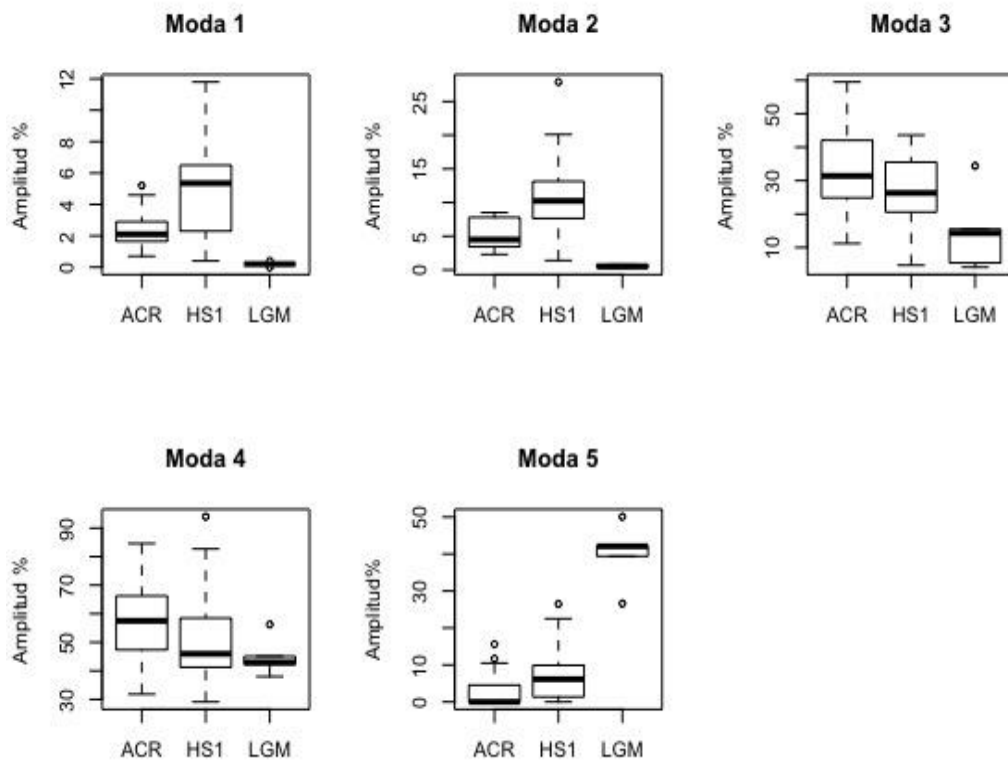 Moda 1
Amplitud %
12
8
6
4
2
0
ACR HS1 LGM
Moda 2
Amplitud %
25
15
5
0
ACR HS1 LGM
Moda 3
Amplitud %
50
30
10
ACR HS1 LGM
Moda 4
Amplitud %
90
70
50
30
ACR HS1 LGM
Moda 5
Amplitud%
50
30
10
0
ACR HS1 LGM